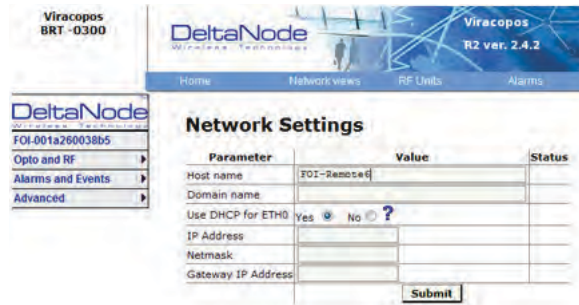 Viracopos
BRT -0300
DeltaNode
Wireless Technology
Viracopos
R2 ver. 2.4.2
Home Network views RF Units Alarms
DeltaNode
Wireless Technology
FOI-001a260038b5
Opto and RF
Alarms and Events
Advanced
Network Settings
Parameter Value Status
Host name FOI-Remote6
Domain name
Use DHCP for ETH0 Yes No ?
IP Address
Netmask
Gateway IP Address
Submit